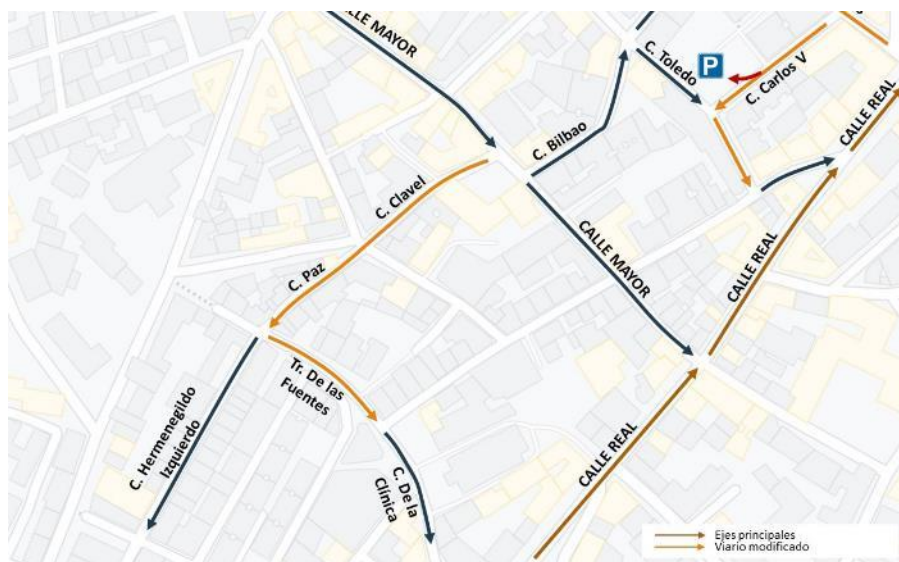 CALLE MAYOR
C. Toledo
P
C. Carlos V
CALLE REAL
C. Bilbao
C. Clavel
CALLE MAYOR
CALLE REAL
C. Paz
Tr. De las
Fuentes
C. Hermenegildo
Izquierdo
C. De la
Clínica
CALLE REAL
Ejes principales
Viario modificado